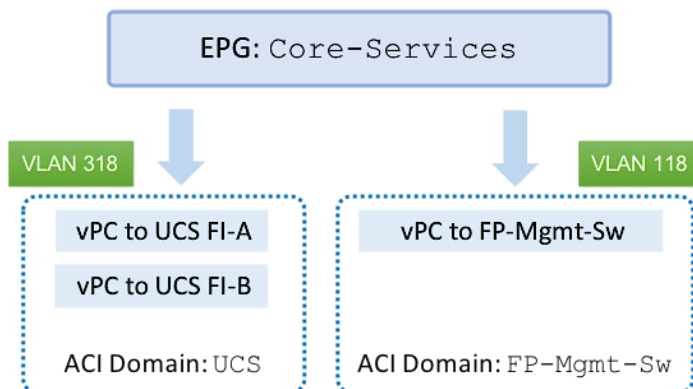 EPG: Core-Services
VLAN 318
VLAN 118
vPC to UCS FI-A
vPC to UCS FI-B
ACI Domain: UCS
vPC to FP-Mgmt-Sw
ACI Domain: FP-Mgmt-Sw